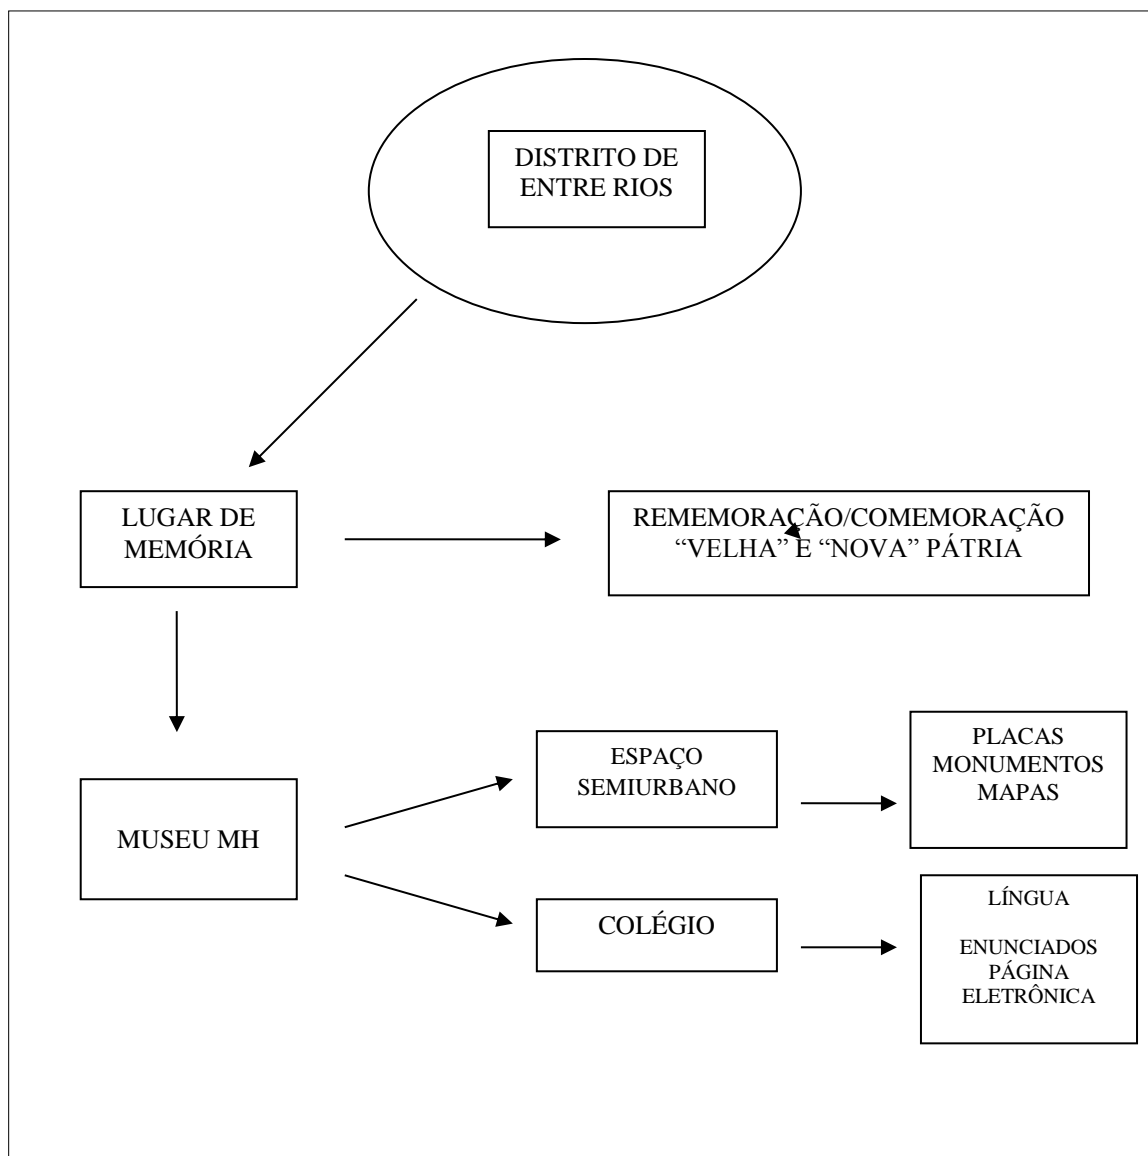 DISTRITO DE
ENTRE RIOS
LUGAR DE
MEMÓRIA
REMEMORAÇÃO/COMEMORAÇÃO
“VELHA” E “NOVA” PÁTRIA
MUSEU MH
ESPAÇO
SEMIURBANO
PLACAS
MONUMENTOS
MAPAS
COLÉGIO
LÍNGUA
ENUNCIADOS
PÁGINA
ELETRÔNICA